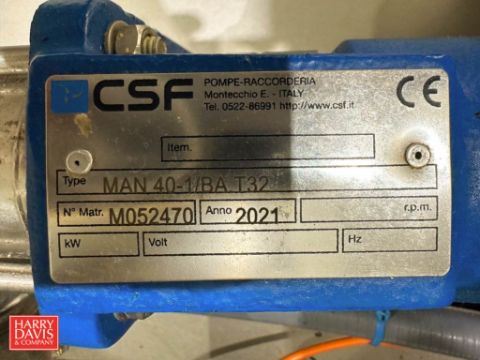 CSF
POMPE-RACCORDERIA
Montecchio E. - ITALY
Tel. 0522-86991 http://www.csf.it
CE
Item.
Type MAN 40-1/BA T32
N° Matr. M052470 Anno 2021 r.p.m.
kW Volt Hz
HARRY
DAVIS
& COMPANY